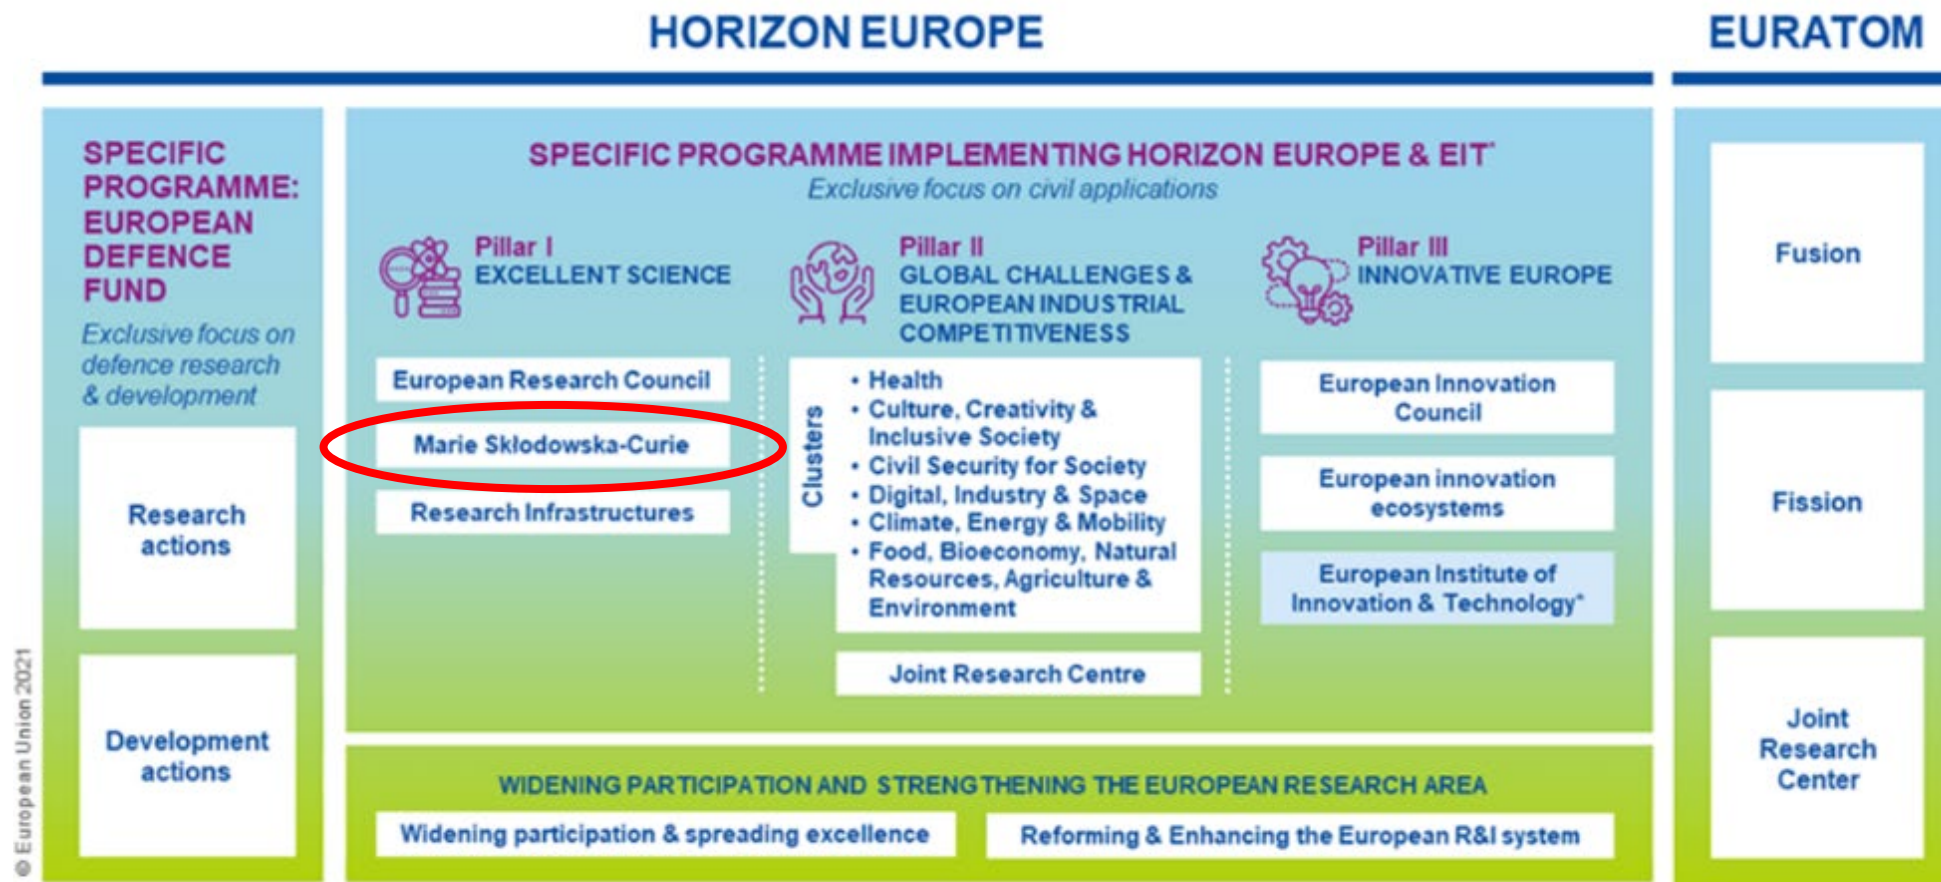 HORIZON EUROPE
EURATOM
SPECIFIC
PROGRAMME:
EUROPEAN
DEFENCE
FUND
Exclusive focus on
defence research
& development
Research
actions
Development
actions
SPECIFIC PROGRAMME IMPLEMENTING HORIZON EUROPE & EIT*
Exclusive focus on civil applications
Pillar I
EXCELLENT SCIENCE
European Research Council
Marie Skłodowska-Curie
Research Infrastructures
Pillar II
GLOBAL CHALLENGES &
EUROPEAN INDUSTRIAL
COMPETITIVENESS
Clusters
• Health
• Culture, Creativity &
Inclusive Society
• Civil Security for Society
• Digital, Industry & Space
• Climate, Energy & Mobility
• Food, Bioeconomy, Natural
Resources, Agriculture &
Environment
Joint Research Centre
Pillar III
INNOVATIVE EUROPE
European Innovation
Council
European innovation
ecosystems
European Institute of
Innovation & Technology*
WIDENING PARTICIPATION AND STRENGTHENING THE EUROPEAN RESEARCH AREA
Widening participation & spreading excellence
Reforming & Enhancing the European R&I system
Fusion
Fission
Joint
Research
Center
© European Union 2021